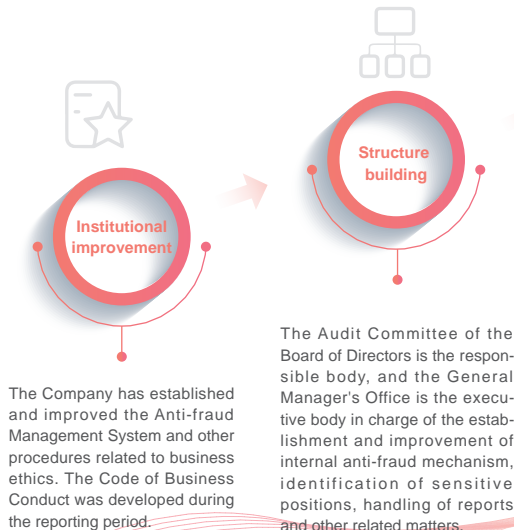 Institutional
improvement
The Company has established
and improved the Anti-fraud
Management System and other
procedures related to business
ethics. The Code of Business
Conduct was developed during
the reporting period.
Structure
building
The Audit Committee of the
Board of Directors is the respon-
sible body, and the General
Manager's Office is the execu-
tive body in charge of the estab-
lishment and improvement of
internal anti-fraud mechanism,
identification of sensitive
positions, handling of reports
and other related matters.